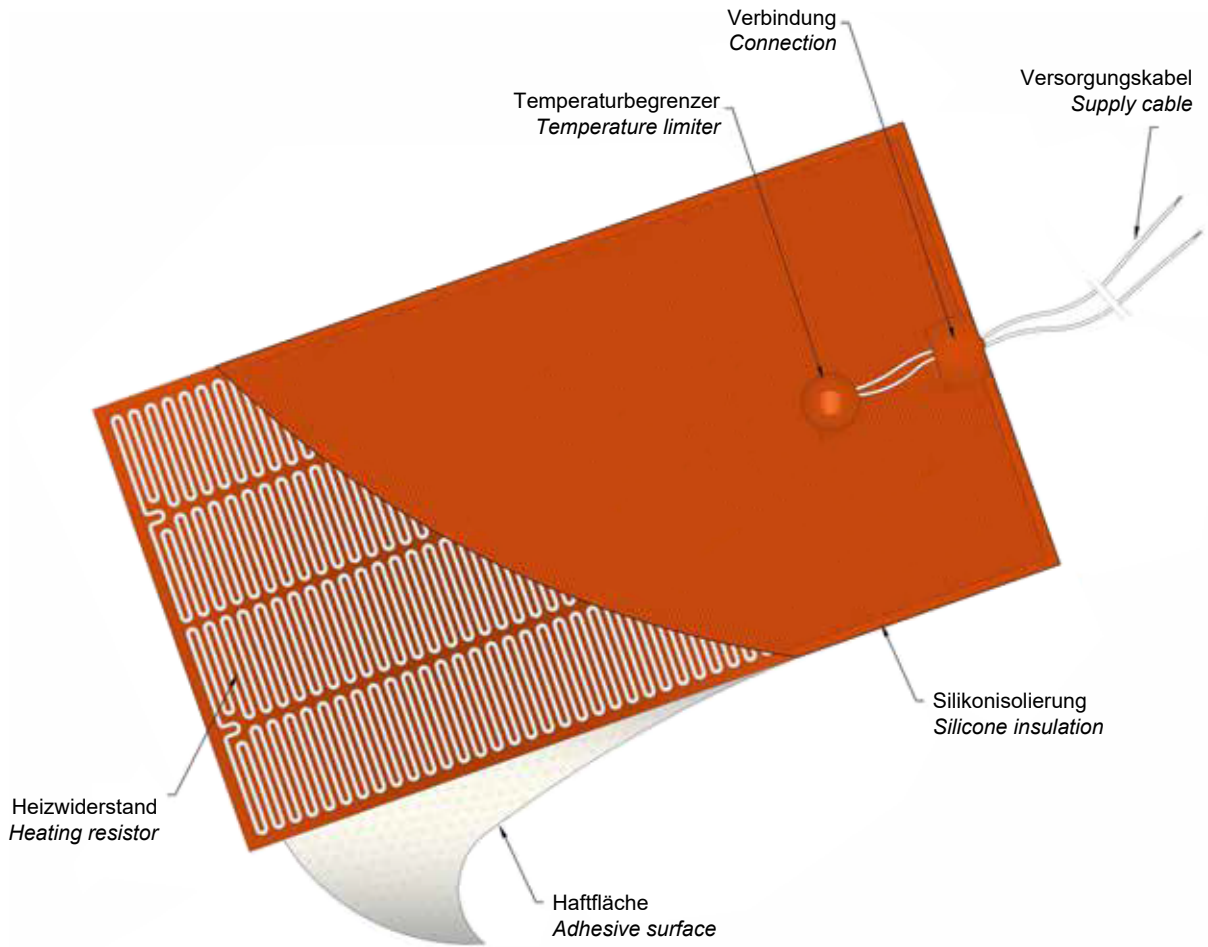 Verbindung
Connection
Versorgungskabel
Supply cable
Temperaturbegrenzer
Temperature limiter
Silikonisolierung
Silicone insulation
Heizwiderstand
Heating resistor
Haftfläche
Adhesive surface